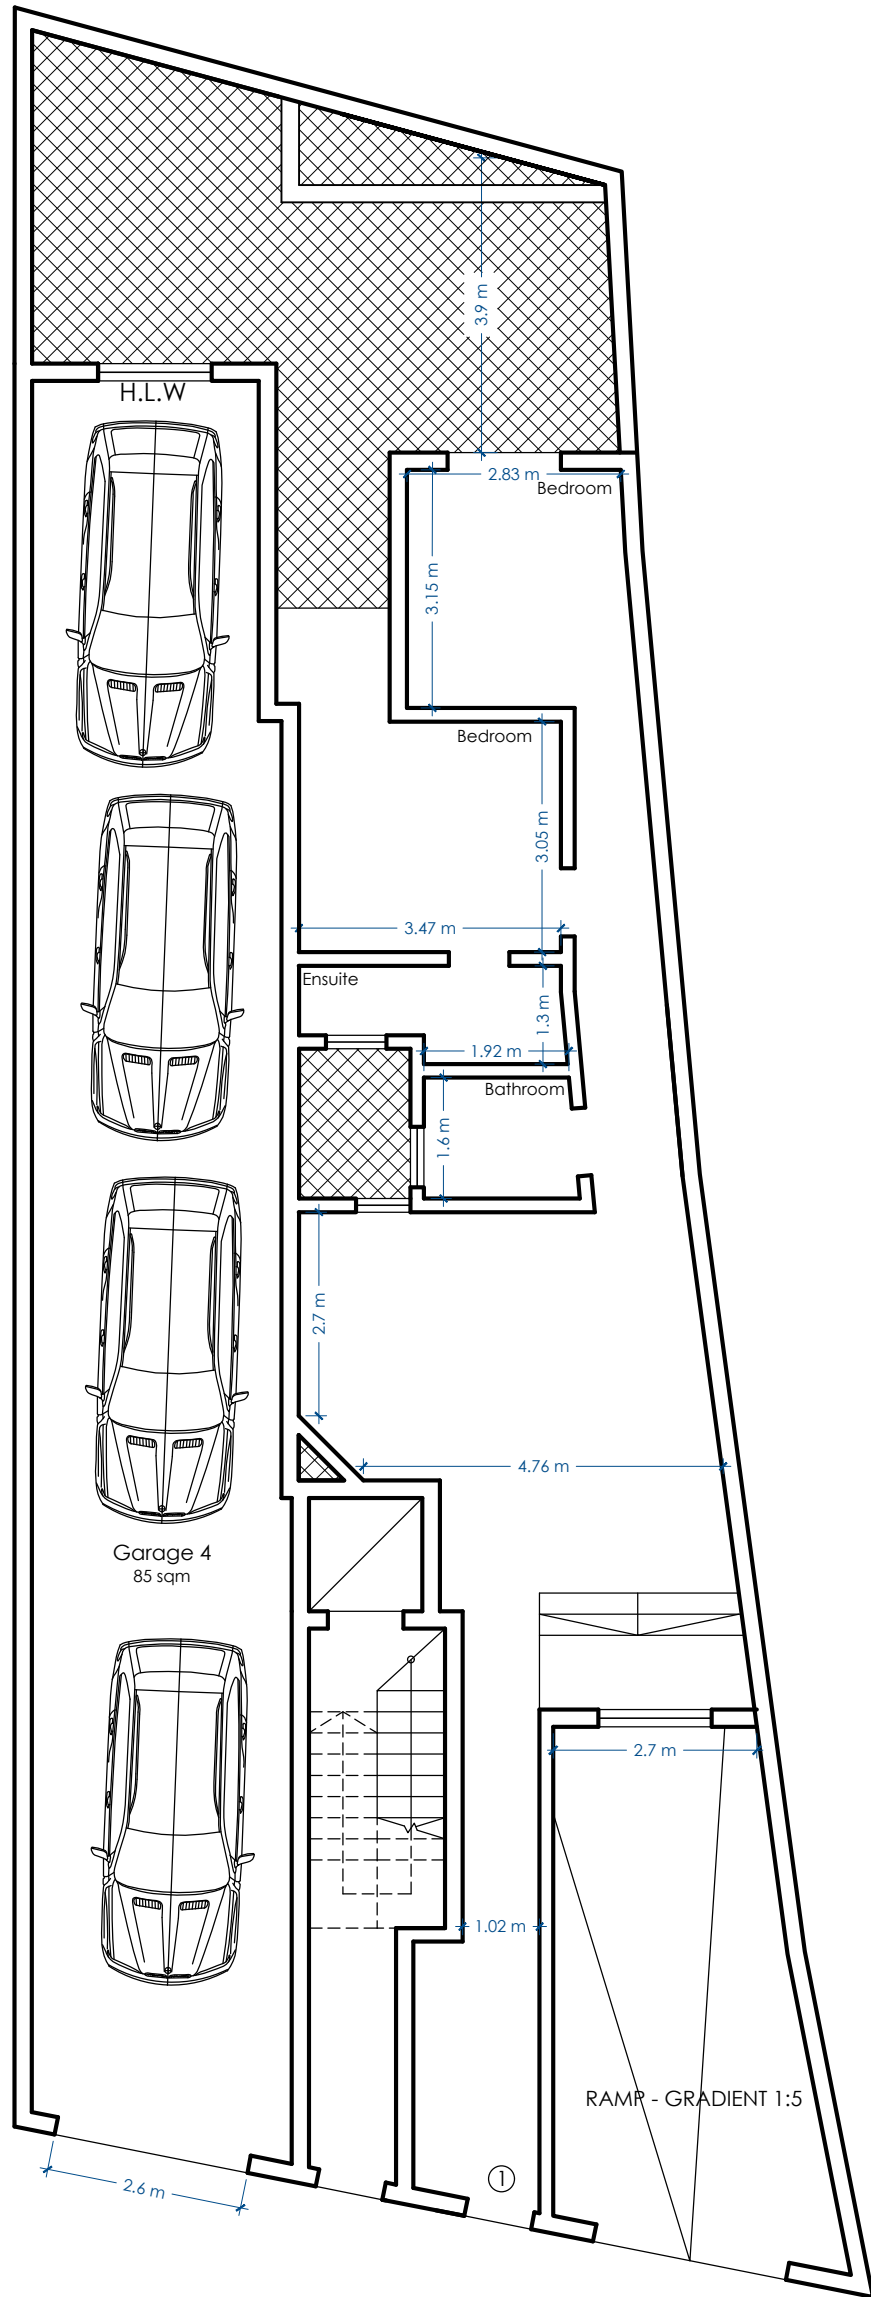 3.9 m
H.L.W
2.83 m
Bedroom
3.15 m
Bedroom
3.05 m
3.47 m
Ensuite
1.3 m
1.92 m
Bathroom
1.6 m
2.7 m
4.76 m
Garage 4
85 sqm
2.7 m
1.02 m
RAMP - GRADIENT 1:5
1
2.6 m